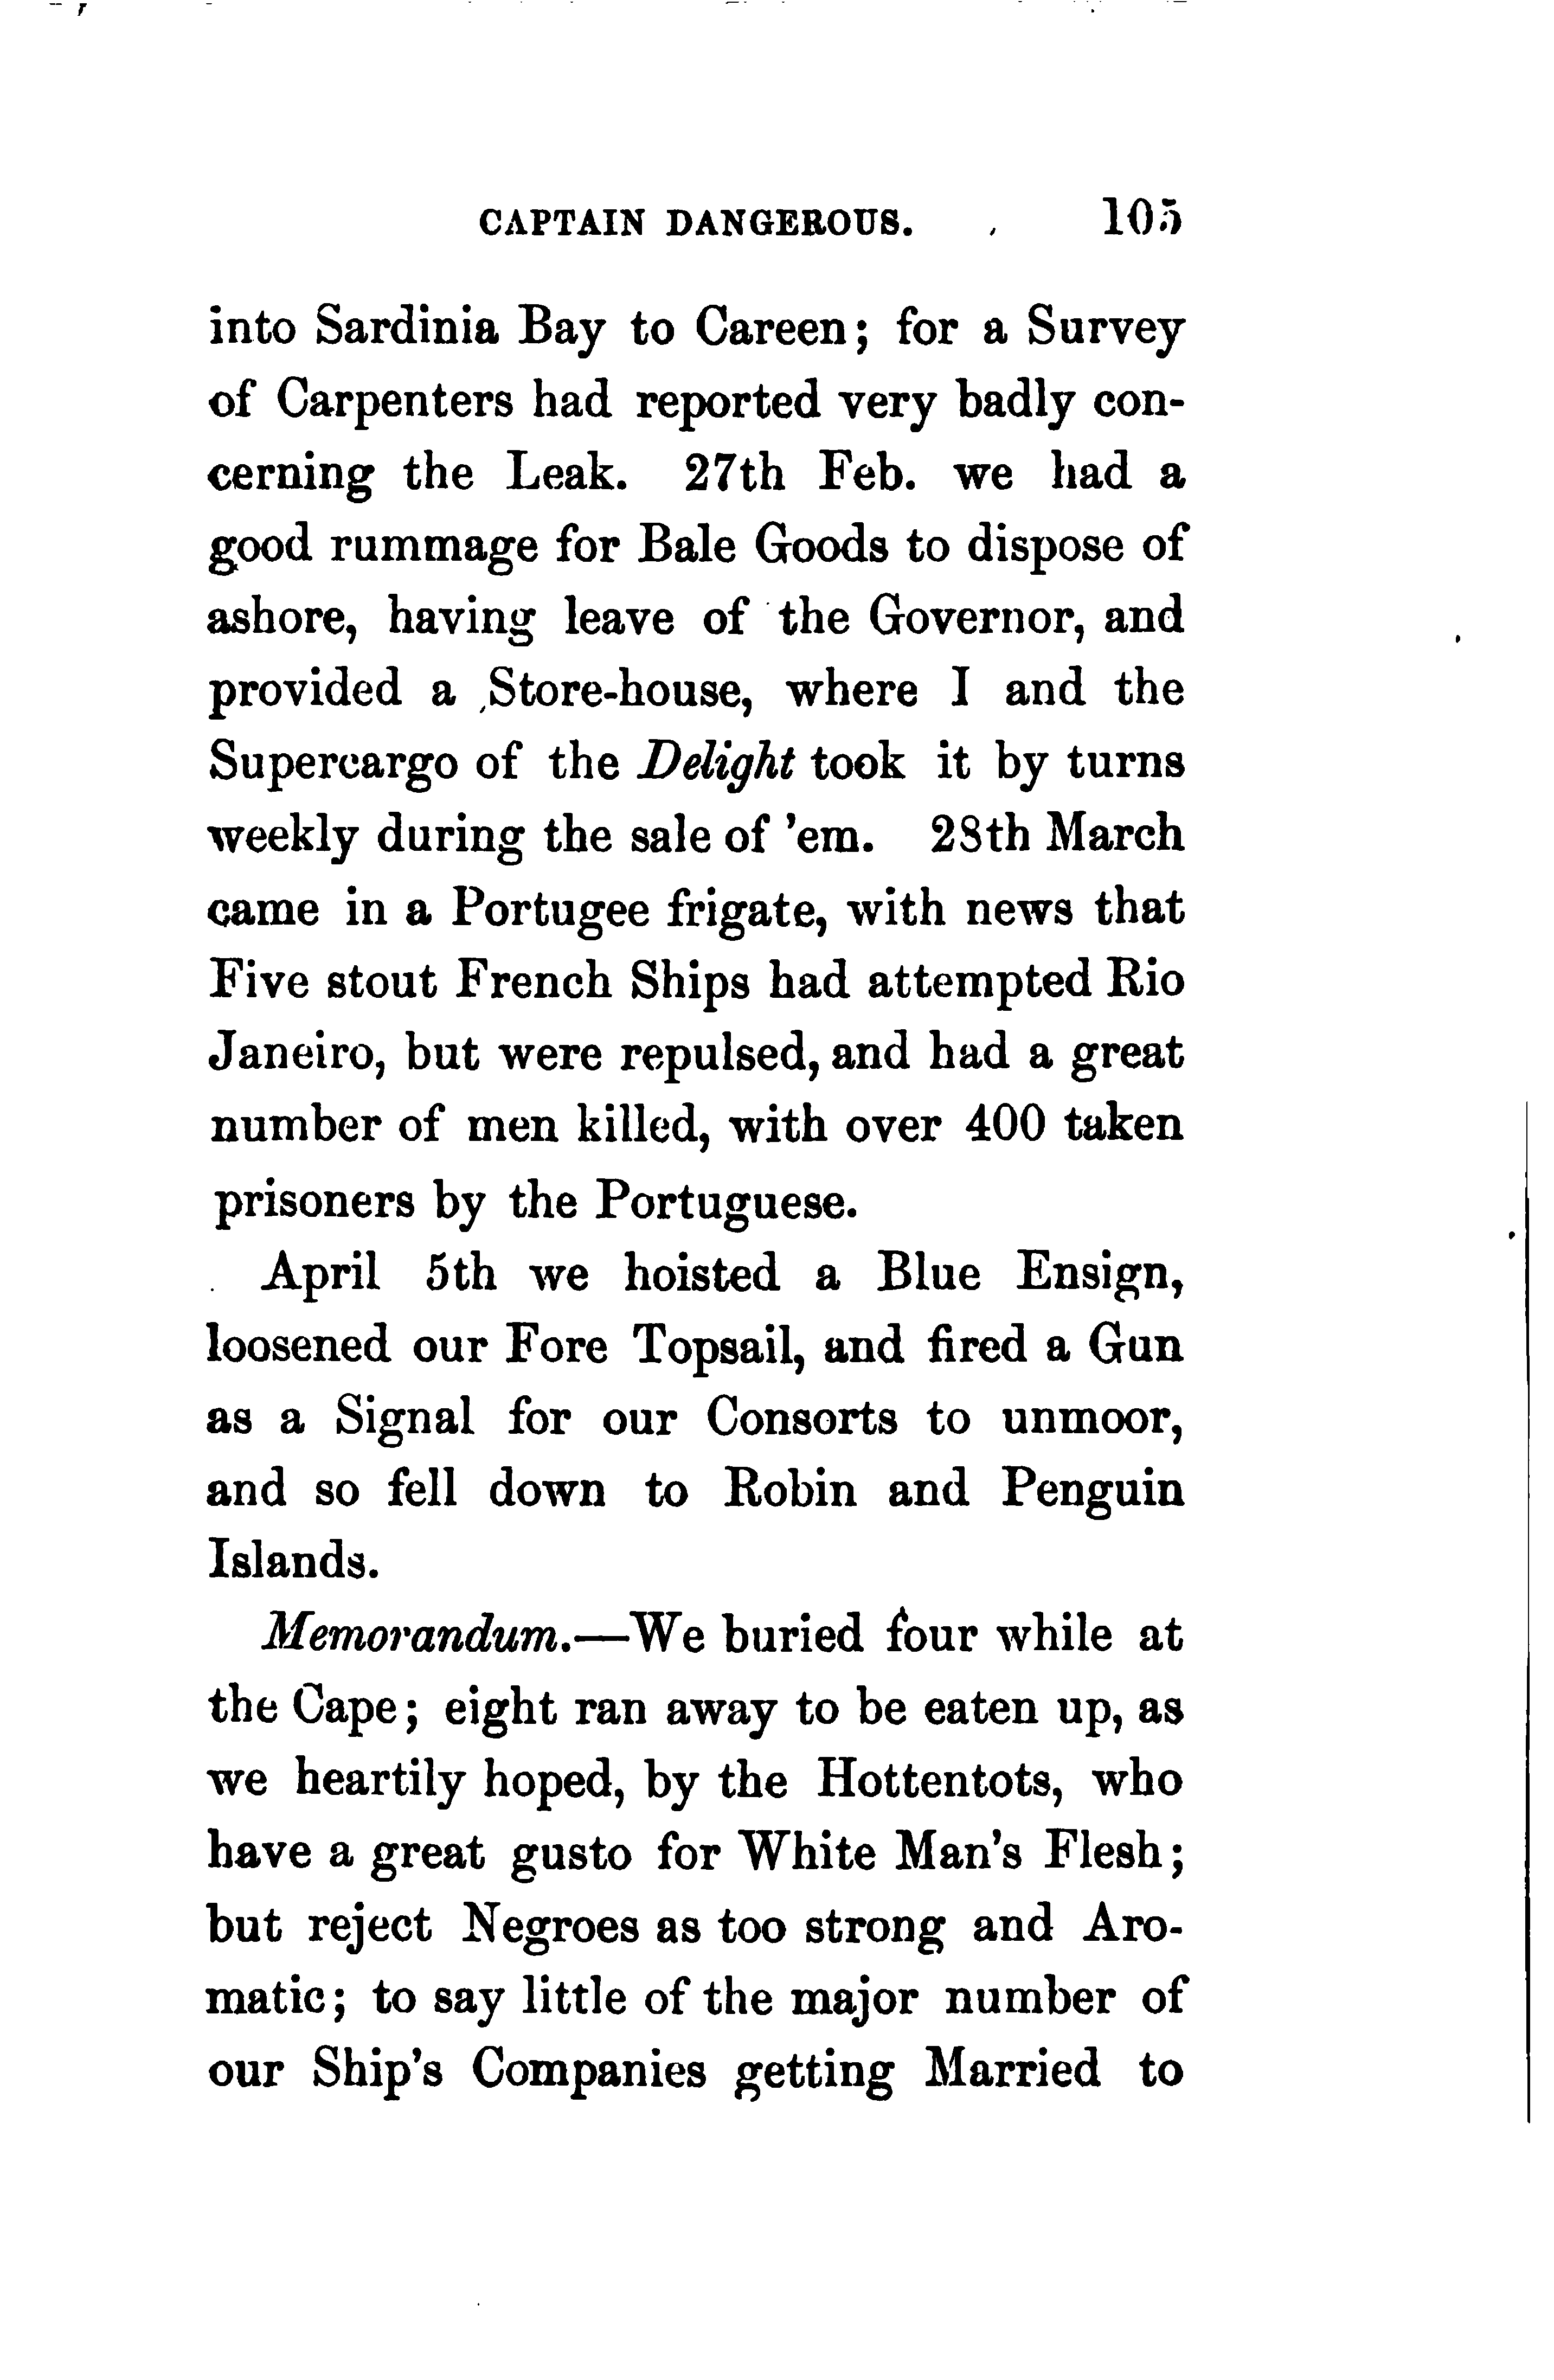 CAPTAIN DANGEROUS. 105
into Sardinia Bay to Careen; for a Survey
of Carpenters had reported very badly con-
cerning the Leak. 27th Feb. we had a
good rummage for Bale Goods to dispose of
ashore, having leave of the Governor, and
provided a Store-house, where I and the
Supercargo of the Delight took it by turns
weekly during the sale of 'em. 28th March
came in a Portugee frigate, with news that
Five stout French Ships had attempted Rio
Janeiro, but were repulsed, and had a great
number of men killed, with over 400 taken
prisoners by the Portuguese.
April 5th we hoisted a Blue Ensign,
loosened our Fore Topsail, and fired a Gun
as a Signal for our Consorts to unmoor,
and so fell down to Robin and Penguin
Islands.
Memorandum.—We buried four while at
the Cape; eight ran away to be eaten up, as
we heartily hoped, by the Hottentots, who
have a great gusto for White Man's Flesh;
but reject Negroes as too strong and Aro-
matic; to say little of the major number of
our Ship's Companies getting Married to